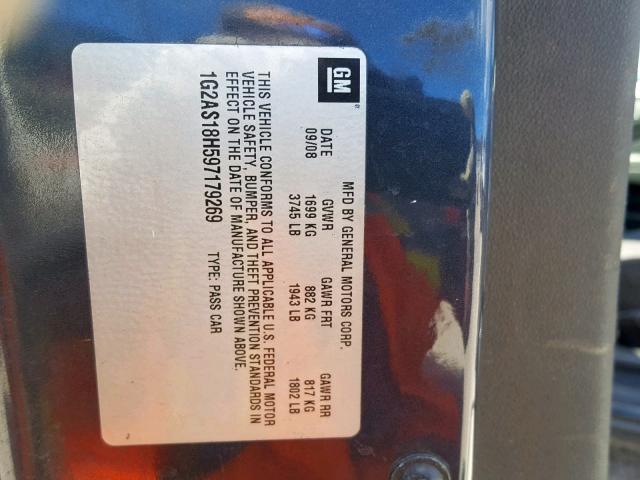 GM
MFD BY GENERAL MOTORS CORP.
DATE GVWR GAWR FRT GAWR RR
09/08 1699 KG 882 KG 817 KG
3745 LB 1943 LB 1802 LB
THIS VEHICLE CONFORMS TO ALL APPLICABLE U.S. FEDERAL MOTOR
VEHICLE SAFETY, BUMPER, AND THEFT PREVENTION STANDARDS IN
EFFECT ON THE DATE OF MANUFACTURE SHOWN ABOVE.
1G2AS18H597179269 TYPE: PASS CAR